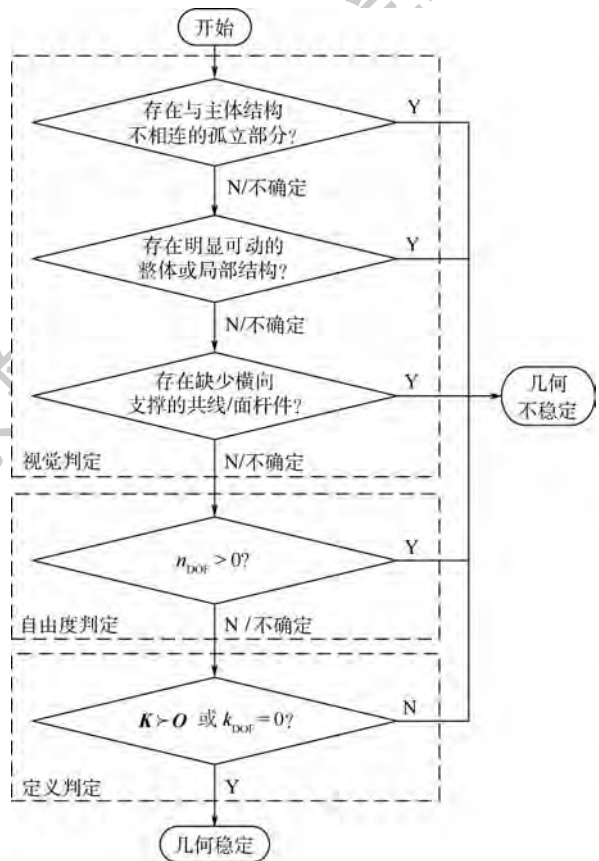 开始
存在与主体结构
不相连的孤立部分?
Y
N/不确定
存在明显可动的
整体或局部结构?
Y
N/不确定
存在缺少横向
支撑的共线/面杆件?
Y
几何
不稳定
视觉判定
N/不确定
n_DOF > 0?
Y
自由度判定
N /不确定
K≻O 或 k_DOF = 0?
N
定义判定
Y
几何稳定